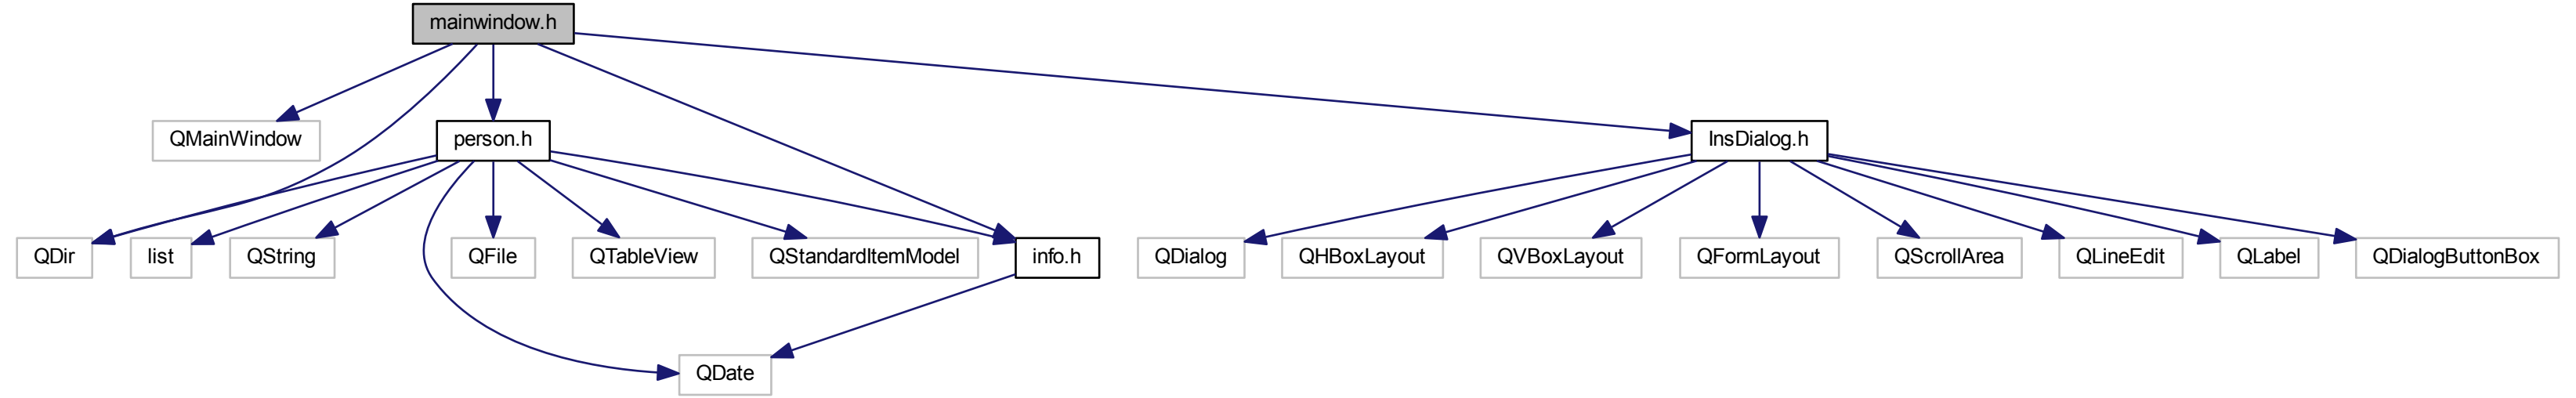 mainwindow.h
QMainWindow
person.h
InsDialog.h
QDir
list
QString
QFile
QTableView
QStandardItemModel
info.h
QDialog
QHBoxLayout
QVBoxLayout
QFormLayout
QScrollArea
QLineEdit
QLabel
QDialogButtonBox
QDate